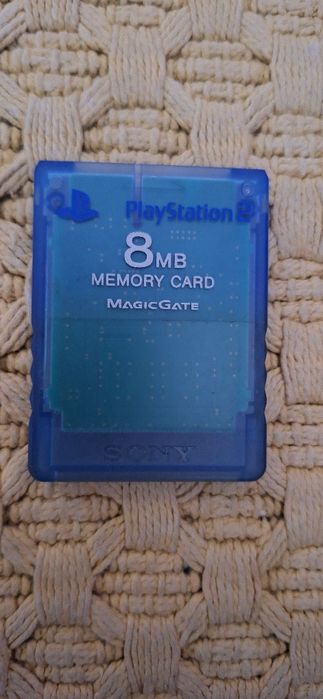 PlayStation 2
8MB
MEMORY CARD
MAGICGATE
SONY